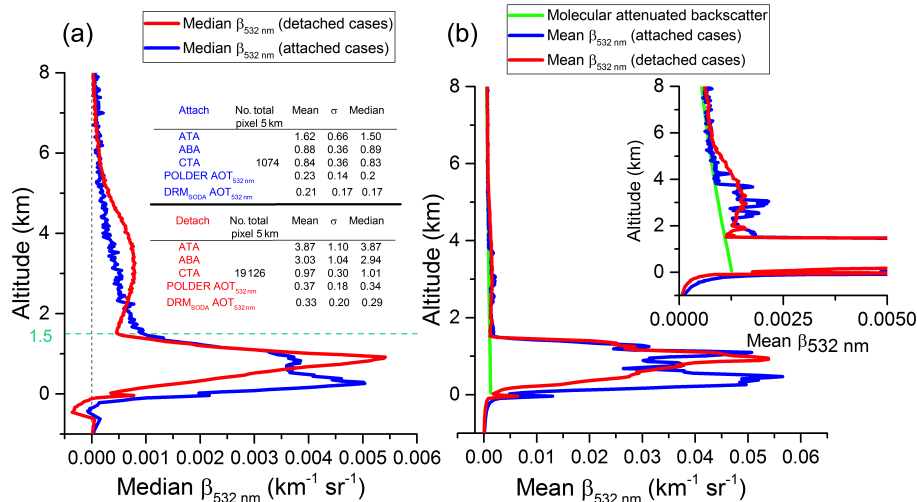 (a)
Median β532 nm (detached cases)
Median β532 nm (attached cases)
Altitude (km)
8
6
4
2
1.5
0
0.000 0.001 0.002 0.003 0.004 0.005 0.006
Median β532 nm (km-1 sr-1)
Attach No. total pixel 5 km Mean σ Median
ATA 1.62 0.66 1.50
ABA 0.88 0.36 0.89
CTA 1074 0.84 0.36 0.83
POLDER AOT532 nm 0.23 0.14 0.2
DRMSODA AOT532 nm 0.21 0.17 0.17
Detach No. total pixel 5 km Mean σ Median
ATA 3.87 1.10 3.87
ABA 3.03 1.04 2.94
CTA 19126 0.97 0.30 1.01
POLDER AOT532 nm 0.37 0.18 0.34
DRMSODA AOT532 nm 0.33 0.20 0.29
(b)
Molecular attenuated backscatter
Mean β532 nm (attached cases)
Mean β532 nm (detached cases)
Altitude (km)
8
6
4
2
0
0.00 0.01 0.02 0.03 0.04 0.05 0.06
Mean β532 nm (km-1 sr-1)
Altitude (km)
8
6
4
2
0
0.0000 0.0025 0.0050
Mean β532 nm